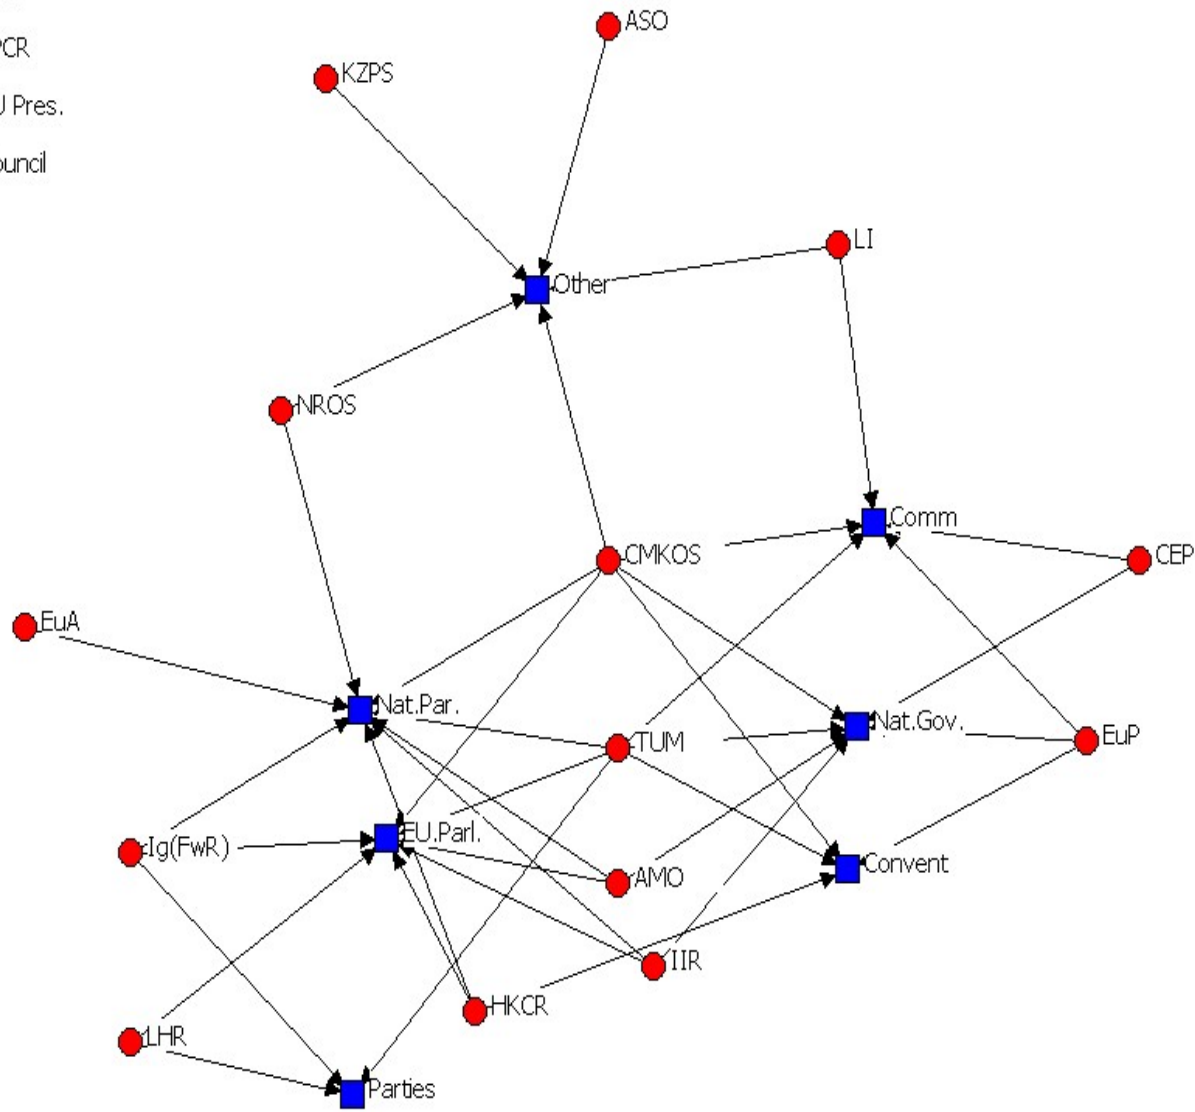 ASO
PCR
KZPS
J Pres.
ouncil
LI
Other
NROS
Comm
CMKOS
CEP
EuA
Nat.Par.
Nat.Gov.
TUM
EuP
EU.Parl.
Ig(FwR)
Convent
AMO
IIR
HKCR
LHR
Parties